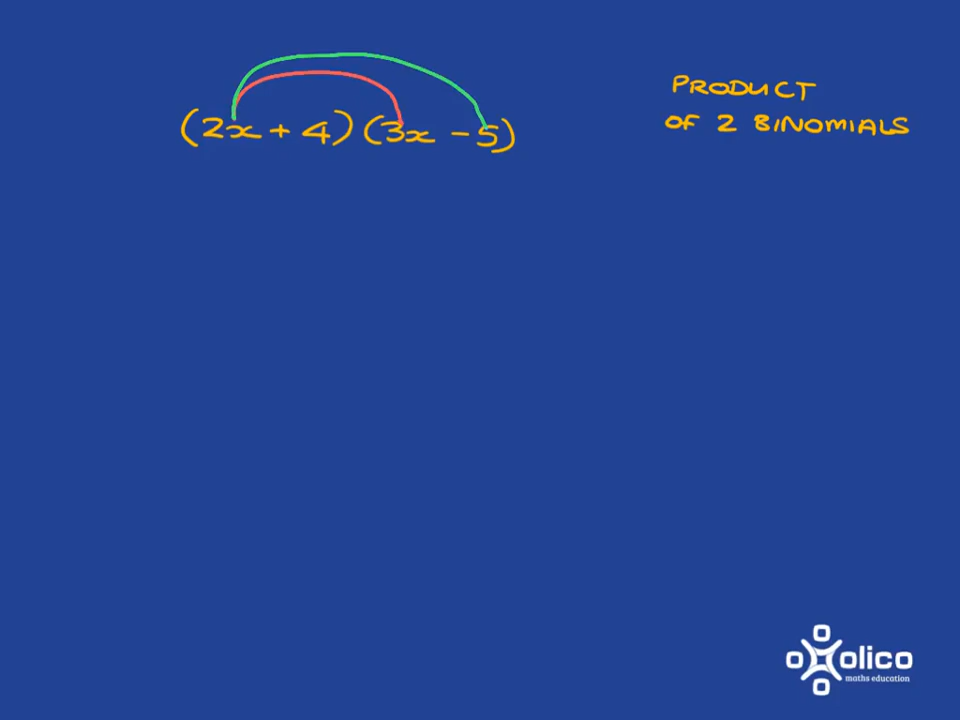 (2x + 4)(3x - 5)
PRODUCT
OF 2 BINOMIALS
olico
maths education